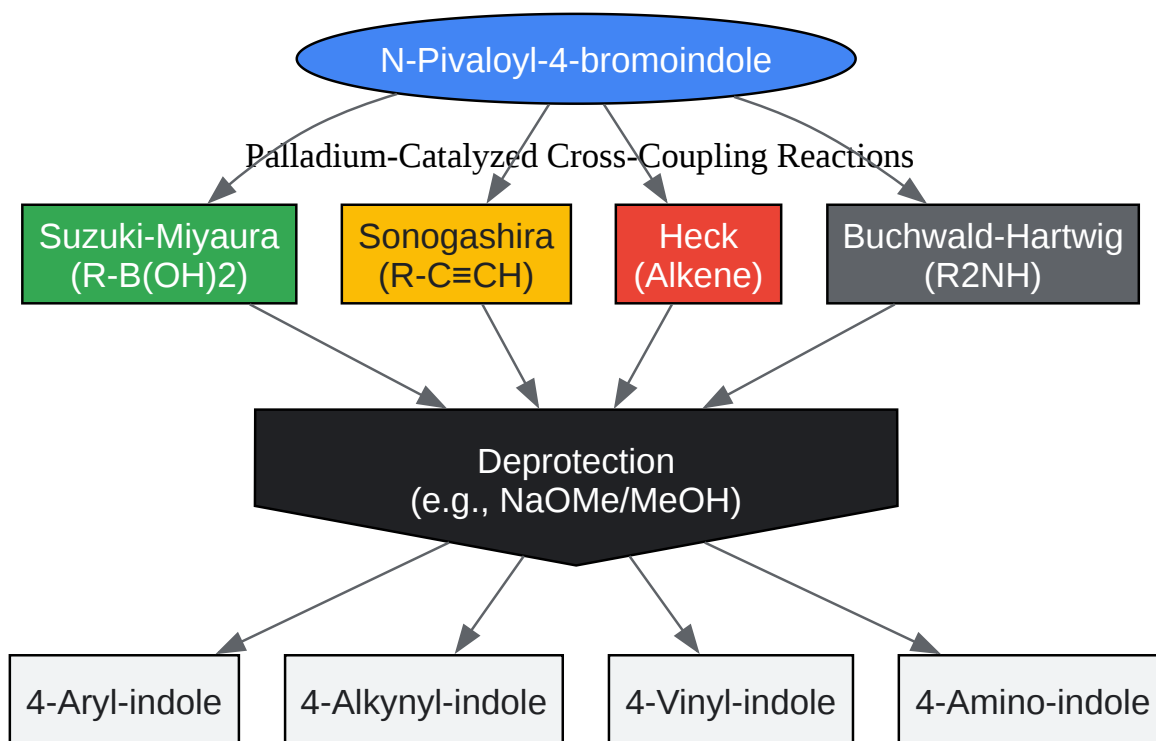 N-Pivaloyl-4-bromoindole
Palladium-Catalyzed Cross-Coupling Reactions
Suzuki-Miyaura
(R-B(OH)2)
Sonogashira
(R-C≡CH)
Heck
(Alkene)
Buchwald-Hartwig
(R2NH)
Deprotection
(e.g., NaOMe/MeOH)
4-Aryl-indole
4-Alkynyl-indole
4-Vinyl-indole
4-Amino-indole